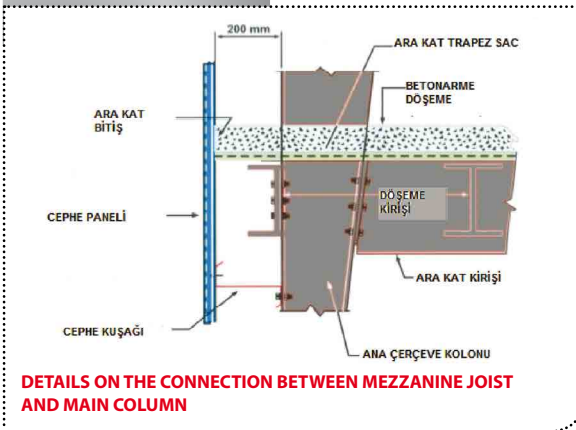 200 mm
ARA KAT TRAPEZ SAC
BETONARME
DÖŞEME
ARA KAT
BİTİŞ
DÖŞEME
KİRİŞİ
CEPHE PANELİ
ARA KAT KİRİŞİ
CEPHE KUŞAĞI
ANA ÇERÇEVE KOLONU
DETAILS ON THE CONNECTION BETWEEN MEZZANINE JOIST
AND MAIN COLUMN